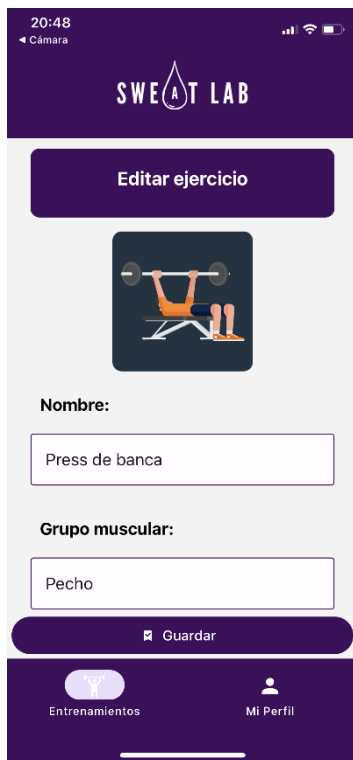 20:48
◀ Cámara
SWEAT LAB
Editar ejercicio
Nombre:
Press de banca
Grupo muscular:
Pecho
Guardar
Entrenamientos
Mi Perfil